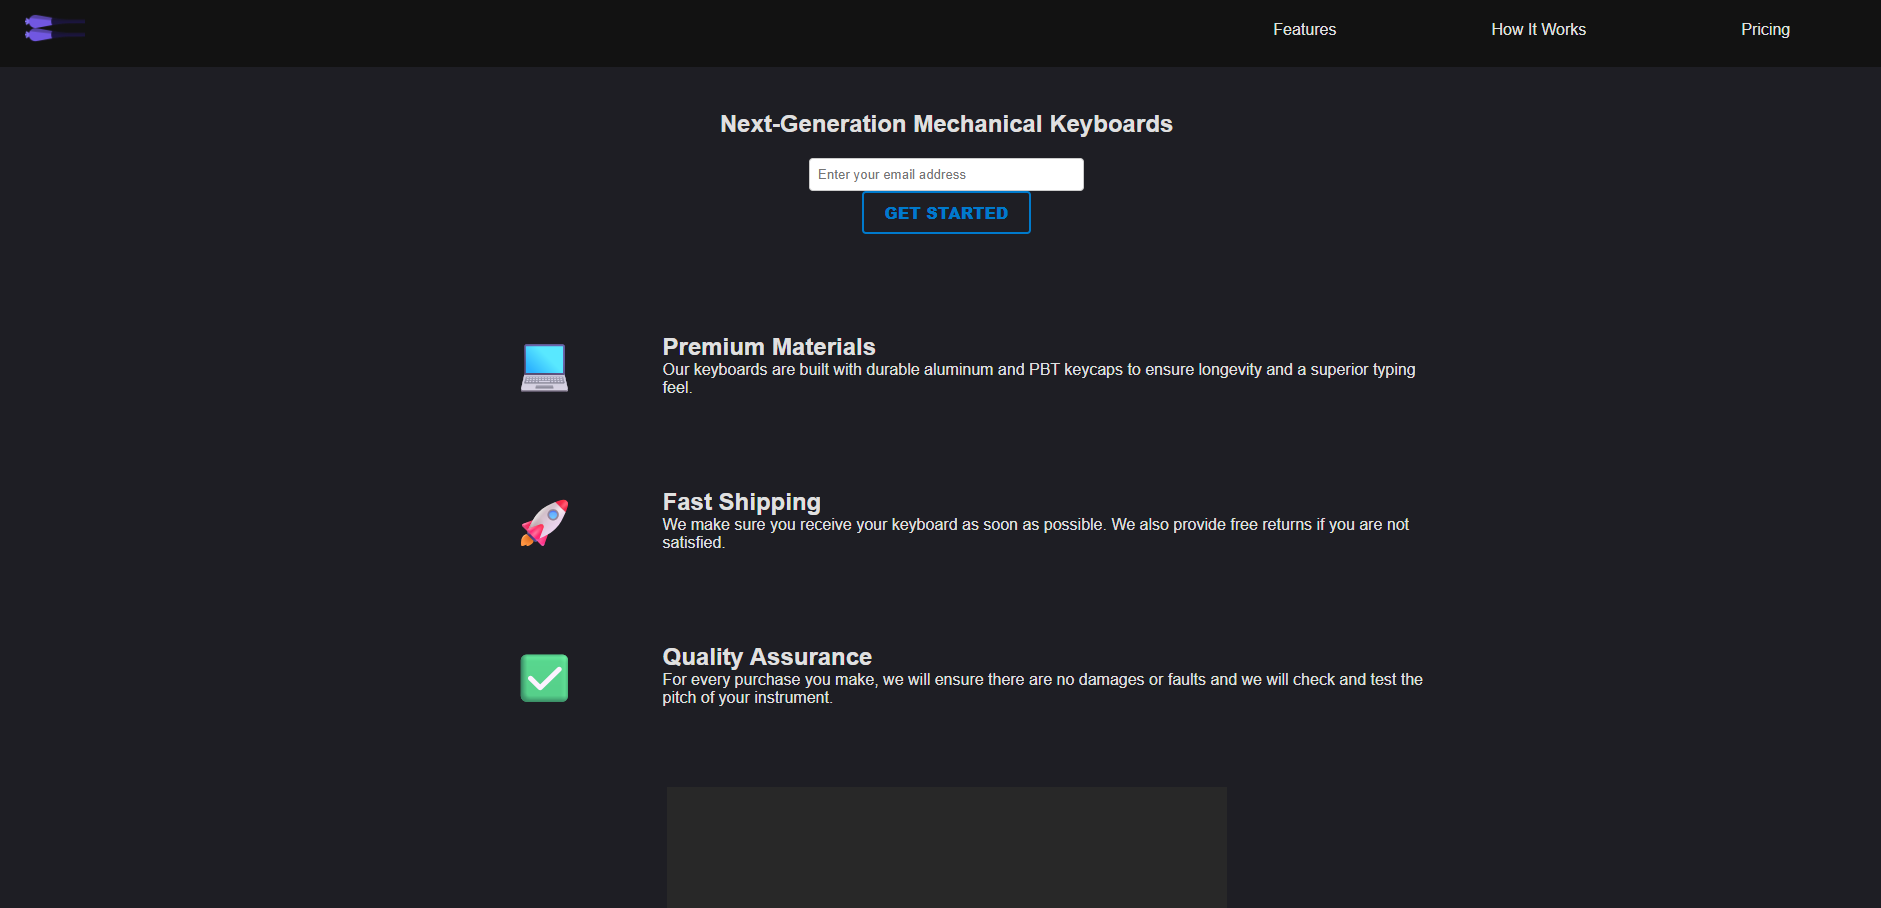 Features
How It Works
Pricing
Next-Generation Mechanical Keyboards
Enter your email address
GET STARTED
Premium Materials
Our keyboards are built with durable aluminum and PBT keycaps to ensure longevity and a superior typing
feel.
Fast Shipping
We make sure you receive your keyboard as soon as possible. We also provide free returns if you are not
satisfied.
Quality Assurance
For every purchase you make, we will ensure there are no damages or faults and we will check and test the
pitch of your instrument.